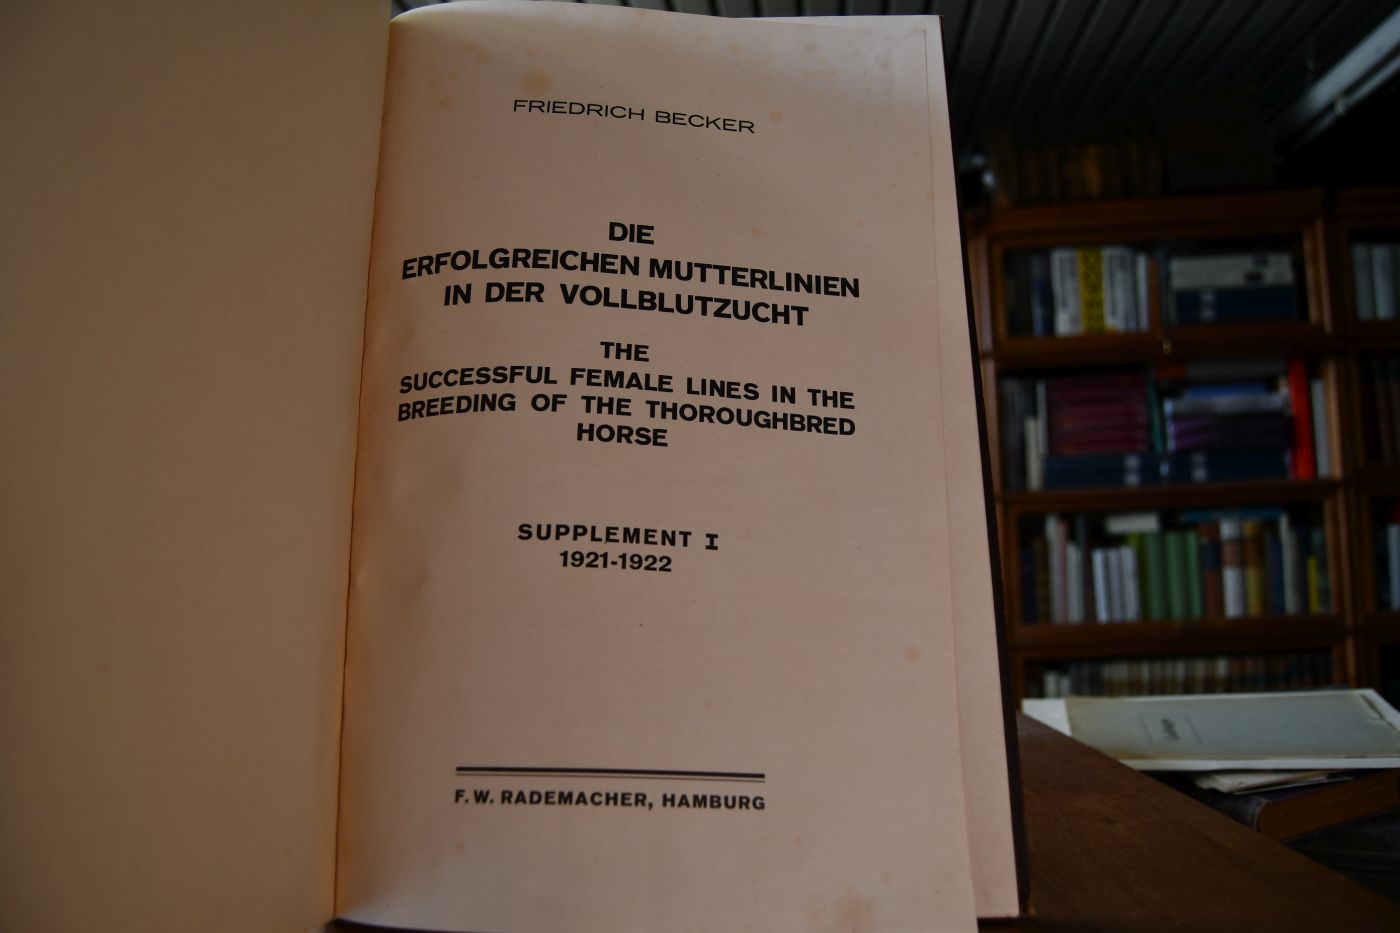 FRIEDRICH BECKER
DIE
ERFOLGREICHEN MUTTERLINIEN
IN DER VOLLBLUTZUCHT
THE
SUCCESSFUL FEMALE LINES IN THE
BREEDING OF THE THOROUGHBRED
HORSE
SUPPLEMENT I
1921-1922
F. W. RADEMACHER, HAMBURG